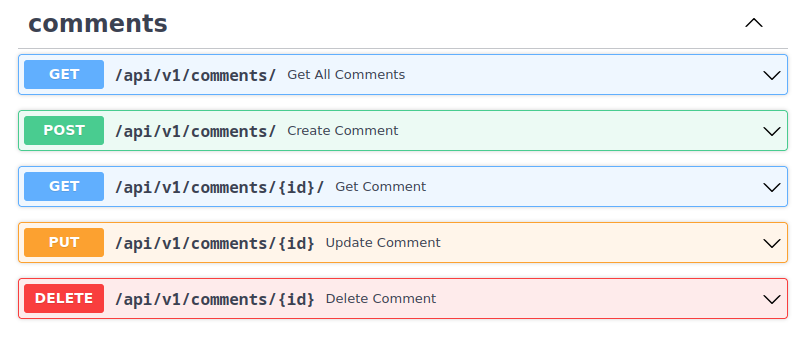 comments
GET /api/v1/comments/ Get All Comments
POST /api/v1/comments/ Create Comment
GET /api/v1/comments/{id}/ Get Comment
PUT /api/v1/comments/{id} Update Comment
DELETE /api/v1/comments/{id} Delete Comment